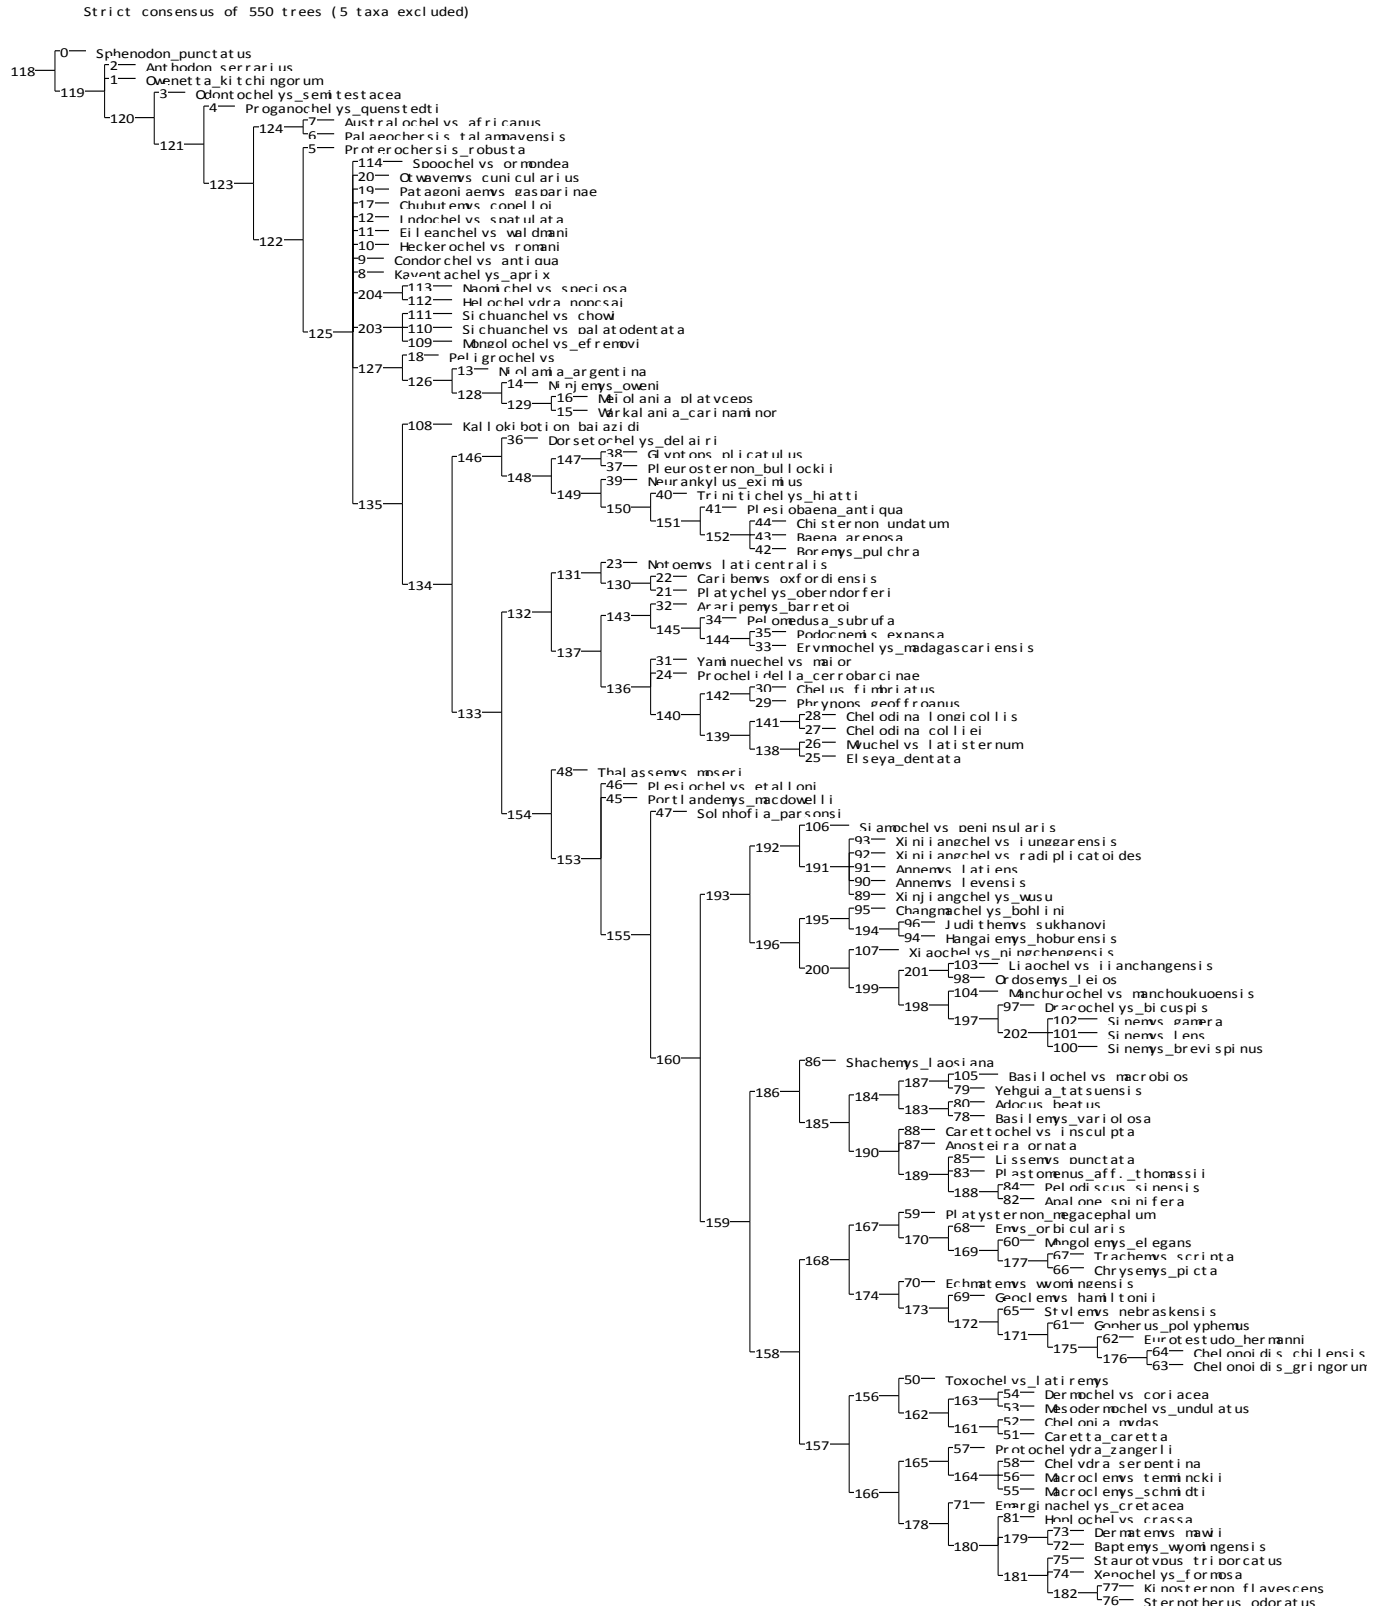 Strict consensus of 550 trees (5 taxa excluded)
0 Sphenodon_punctatus
2 Anthodon_serrarius
118
1 Owenetta_kitchingorum
119
3 Odontochelys_semitestacea
4 Proganochelys_quenstedti
120
7 Australochelys_africanus
124
6 Palaeochersis_talampayensis
121
5 Proterochersis_robusta
114 Spoochelys_ormondea
20 Otwayemys_cunicularius
123
19 Patagoniaemys_gasparinae
17 Chubutemys_copelloi
12 Indochelys_spatulata
11 Eileanchelys_waldmani
122
10 Heckerochelys_romani
9 Condorchelys_antiqua
8 Kayentachelys_aprix
113 Naomichelys_speciosa
204
112 Helochelydra_nopcsai
111 Sichuanchelys_chowi
203
110 Sichuanchelys_palatodentata
125
109 Mongolochelys_efremovi
18 Peligrochelys
127
13 Niolamia_argentina
126
14 Ninjemys_oweni
128
16 Meiolania_platyceps
129
15 Warkalania_carinaminor
108 Kallokibotion_bajazidi
36 Dorsetochelys_delairi
146
38 Glyptops_plicatulus
147
37 Pleurosternon_bullockii
148
39 Neurankylus_eximius
149
40 Trinitichelys_hiatti
135
150
41 Plesiobaena_antiqua
151
44 Chisternon_undatum
152
43 Baena_arenosa
42 Boremys_pulchra
23 Notoemys_laticentralis
131
22 Caribemys_oxfordiensis
134
130
21 Platychelys_oberndorferi
32 Araripemys_barretoi
132
143
34 Pelomedusa_subrufa
145
35 Podocnemis_expansa
144
33 Erymnochelys_madagascariensis
137
31 Yaminuechelys_maior
24 Prochelidella_cerrobarcinae
136
30 Chelus_fimbriatus
142
29 Phrynops_geoffroanus
133
140
28 Chelodina_longicollis
141
27 Chelodina_colliei
139
26 Myuchelys_latisternum
138
25 Elseya_dentata
48 Thalassemys_moseri
46 Plesiochelys_etalloni
45 Portlandemys_macdowelli
154
47 Solnhofia_parsonsi
106 Siamochelys_peninsularis
93 Xinjiangchelys_junggarensis
192
92 Xinjiangchelys_radiplicatoides
153
191
91 Annemys_latiens
90 Annemys_levensis
193
89 Xinjiangchelys_wusu
95 Changmachelys_bohlini
195
96 Judithemys_sukhanovi
194
94 Hangaiemys_hoburensis
155
196
107 Xiaochelys_ningchengensis
200
103 Liaochelys_jianchangensis
201
98 Ordosemys_leios
199
104 Manchurochelys_manchoukuoensis
198
97 Dracochelys_bicuspis
197
102 Sinemys_gamera
202
101 Sinemys_lens
100 Sinemys_brevispinus
160
86 Shachemys_laosiana
105 Basilochelys_macrobios
187
79 Yehguia_tatsuensis
186
184
80 Adocus_beatus
183
78 Basilemys_variolosa
185
88 Carettochelys_insculpta
87 Anosteira_ornata
190
85 Lissemys_punctata
83 Plastomenus_aff._thomassii
189
84 Pelodiscus_sinensis
188
82 Apalone_spinifera
159
59 Platysternon_megacephalum
167
68 Emys_orbicularis
170
60 Mongolemys_elegans
169
67 Trachemys_scripta
177
168
66 Chrysemys_picta
70 Echmatemys_wyomingensis
174
69 Geoclemys_hamiltonii
173
65 Stylemys_nebraskensis
172
61 Gopherus_polyphemus
171
62 Eurotestudo_hermanni
175
64 Chelonoidis_chilensis
158
176
63 Chelonoidis_gringorum
50 Toxochelys_latiremys
156
54 Dermochelys_coriacea
163
53 Mesodermochelys_undulatus
162
52 Chelonia_mydas
161
51 Caretta_caretta
157
57 Protochelydra_zangerli
165
58 Chelydra_serpentina
164
56 Macroclemys_temminckii
55 Macroclemys_schmidti
166
71 Emarginachelys_cretacea
81 Hoplochelys_crassa
178
73 Dermatemys_mawii
179
72 Baptemys_wyomingensis
180
75 Staurotypus_triporcatus
74 Xenochelys_formosa
181
77 Kinosternon_flavescens
182
76 Sternotherus_odoratus